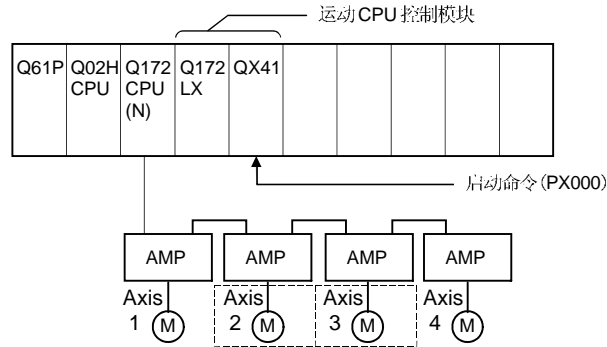 运动CPU控制模块
Q61P Q02H CPU Q172 CPU (N) Q172 LX QX41
启动命令(PX000)
AMP AMP AMP AMP
Axis 1 M Axis 2 M Axis 3 M Axis 4 M